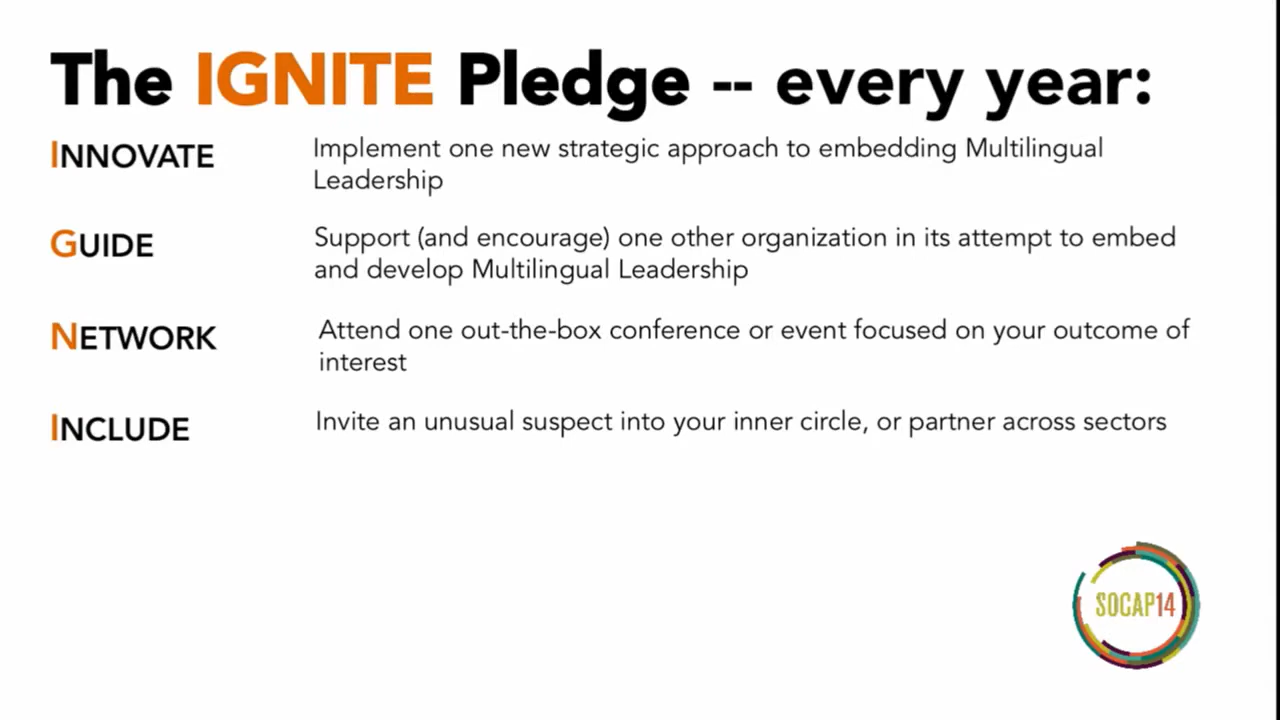 The IGNITE Pledge -- every year:
INNOVATE
Implement one new strategic approach to embedding Multilingual
Leadership
GUIDE
Support (and encourage) one other organization in its attempt to embed
and develop Multilingual Leadership
NETWORK
Attend one out-the-box conference or event focused on your outcome of
interest
INCLUDE
Invite an unusual suspect into your inner circle, or partner across sectors
SOCAP14